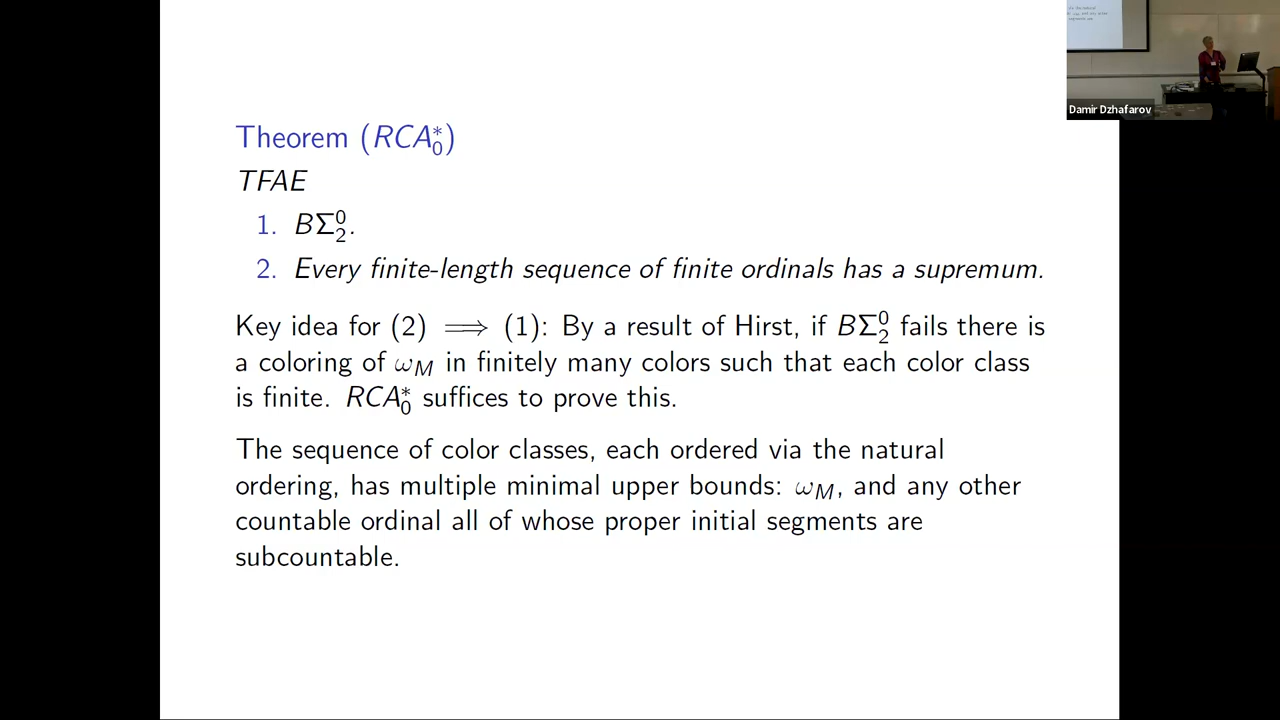 Theorem (RCA₀*)
TFAE
1. BΣ₂⁰.
2. Every finite-length sequence of finite ordinals has a supremum.
Key idea for (2) ⟹ (1): By a result of Hirst, if BΣ₂⁰ fails there is
a coloring of ω_M in finitely many colors such that each color class
is finite. RCA₀* suffices to prove this.
The sequence of color classes, each ordered via the natural
ordering, has multiple minimal upper bounds: ω_M, and any other
countable ordinal all of whose proper initial segments are
subcountable.
Damir Dzhafarov